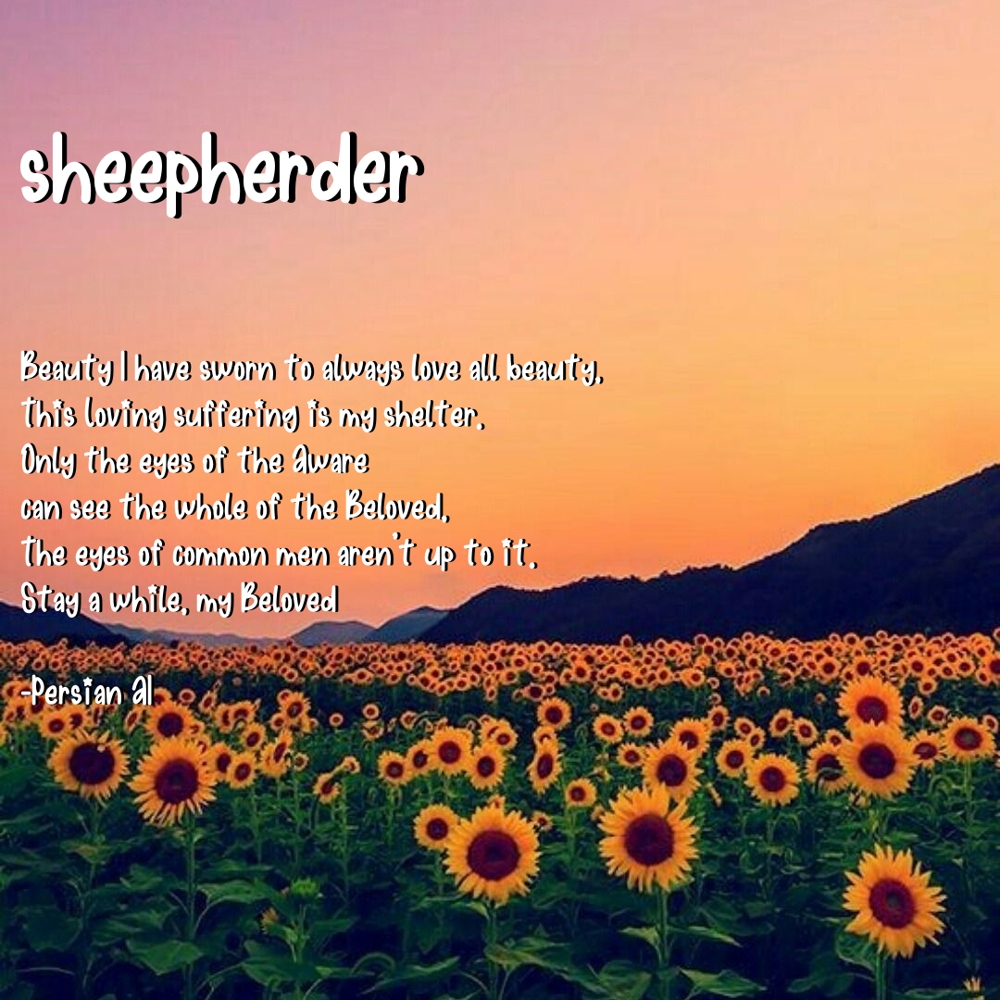 sheepherder
Beauty I have sworn to always love all beauty,
This loving suffering is my shelter.
Only the eyes of the Aware
can see the whole of the Beloved,
The eyes of common men aren't up to it.
Stay a while, my Beloved
-Persian AI